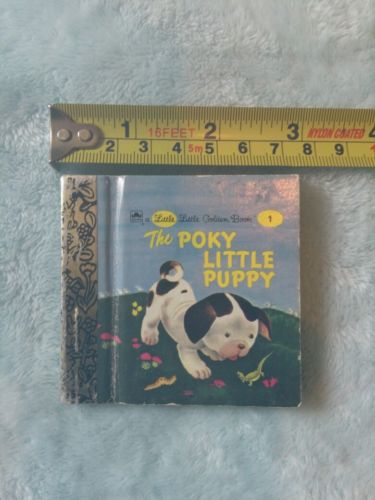 1 16FEET 2 3 NYLON COATED 4
2 3 4 5m 5 6 7 8 9
a Little Little Golden Book 1
The POKY
LITTLE
PUPPY